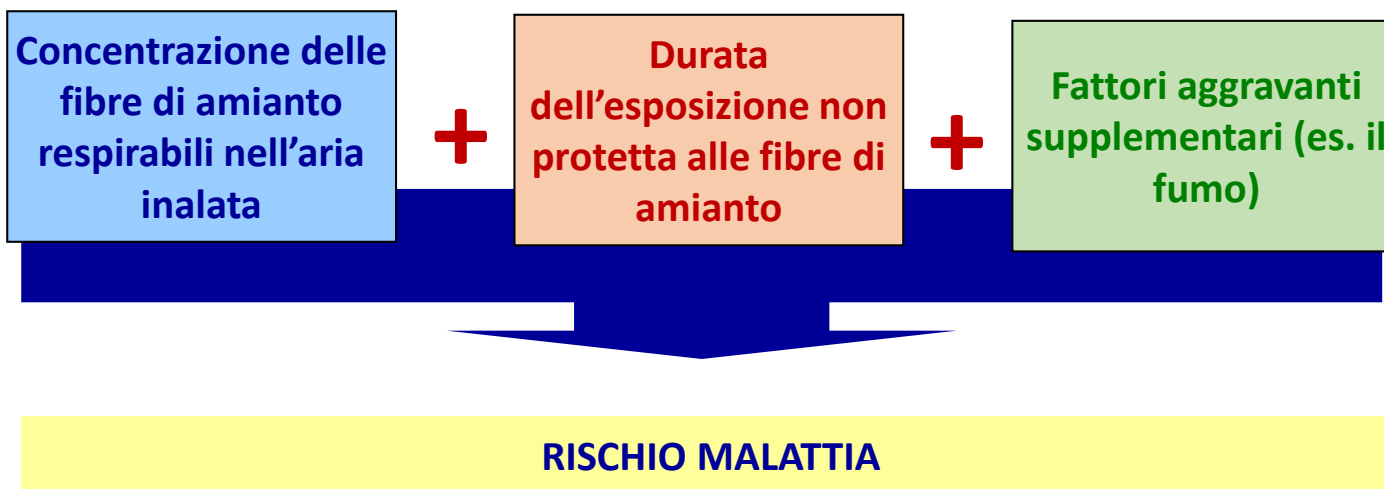 Concentrazione delle
fibre di amianto
respirabili nell'aria
inalata
+
Durata
dell'esposizione non
protetta alle fibre di
amianto
+
Fattori aggravanti
supplementari (es. il
fumo)
RISCHIO MALATTIA